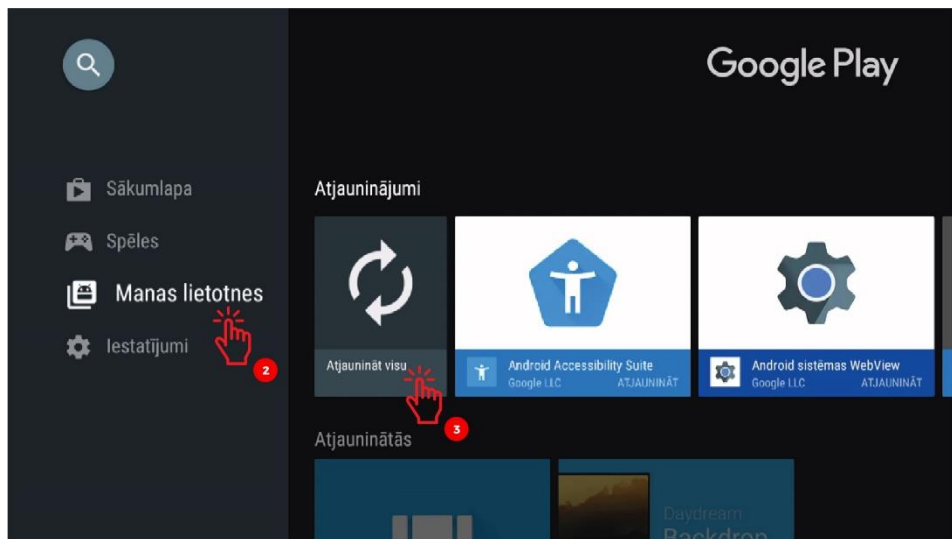 Google Play
Sākumlapa
Spēles
Manas lietotnes
Iestatījumi
2
Atjauninājumi
Atjaunināt visu
3
Android Accessibility Suite
Google LLC
ATJAUNINĀT
Android sistēmas WebView
Google LLC
ATJAUNINĀT
Atjauninātās
Daydream
Backdrop